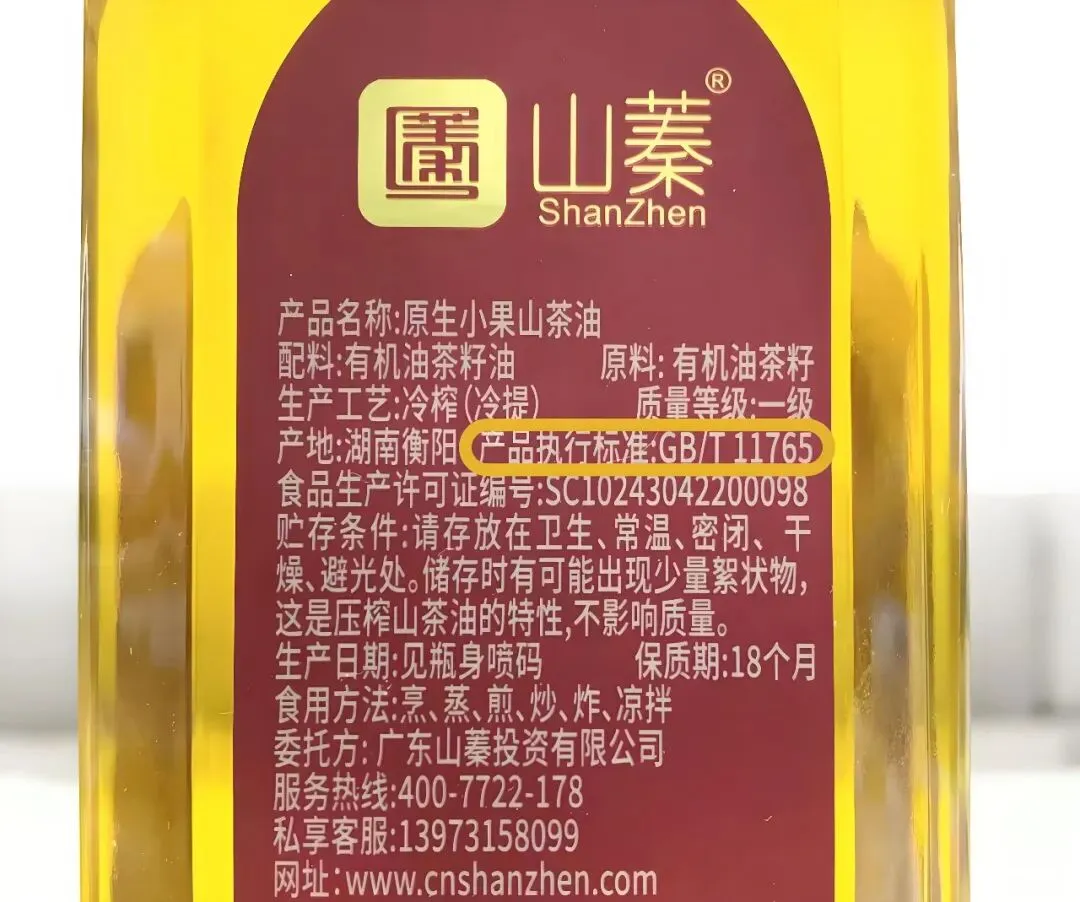 山蓁®
ShanZhen
产品名称:原生小果山茶油
配料:有机油茶籽油 原料: 有机油茶籽
生产工艺:冷榨(冷提) 质量等级:一级
产地:湖南衡阳 产品执行标准:GB/T 11765
食品生产许可证编号:SC10243042200098
贮存条件:请存放在卫生、常温、密闭、干
燥、避光处。储存时有可能出现少量絮状物,
这是压榨山茶油的特性,不影响质量。
生产日期:见瓶身喷码 保质期:18个月
食用方法:烹、蒸、煎、炒、炸、凉拌
委托方: 广东山蓁投资有限公司
服务热线:400-7722-178
私享客服:13973158099
网址: www.cnshanzhen.com